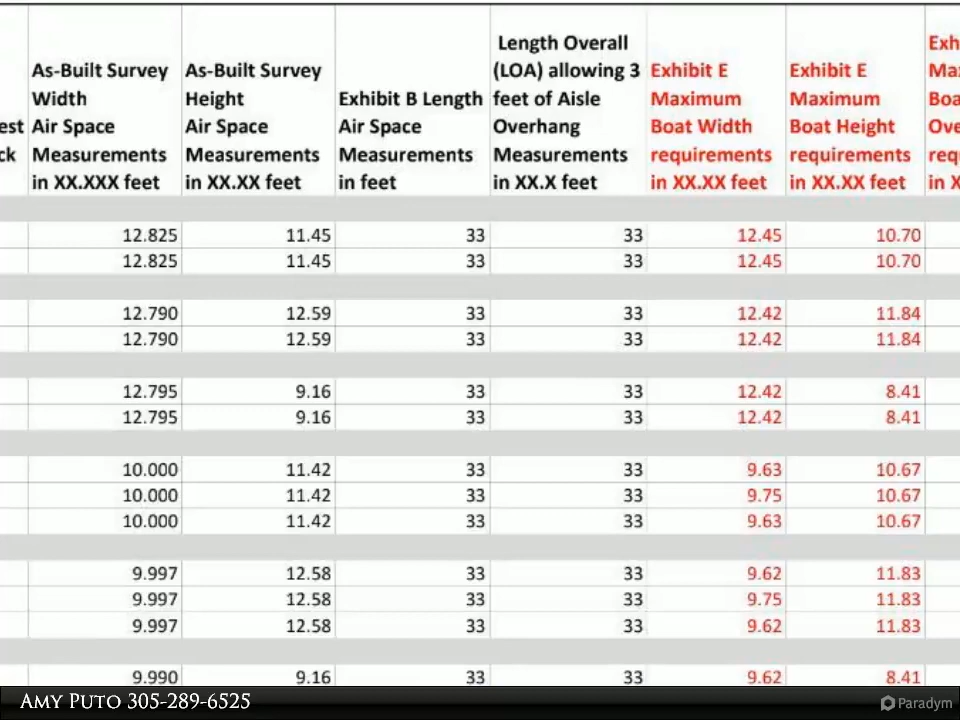 Length Overall Exh
As-Built Survey As-Built Survey (LOA) allowing 3 Exhibit E Exhibit E Max
Width Height Exhibit B Length feet of Aisle Maximum Maximum Boa
est Air Space Air Space Air Space Overhang Boat Width Boat Height Ove
ck Measurements Measurements Measurements Measurements requirements requirements req
in XX.XXX feet in XX.XX feet in feet in XX.X feet in XX.XX feet in XX.XX feet in X
12.825 11.45 33 33 12.45 10.70
12.825 11.45 33 33 12.45 10.70
12.790 12.59 33 33 12.42 11.84
12.790 12.59 33 33 12.42 11.84
12.795 9.16 33 33 12.42 8.41
12.795 9.16 33 33 12.42 8.41
10.000 11.42 33 33 9.63 10.67
10.000 11.42 33 33 9.75 10.67
10.000 11.42 33 33 9.63 10.67
9.997 12.58 33 33 9.62 11.83
9.997 12.58 33 33 9.75 11.83
9.997 12.58 33 33 9.62 11.83
9.990 9.16 33 33 9.62 8.41
Amy Puto 305-289-6525 Paradym